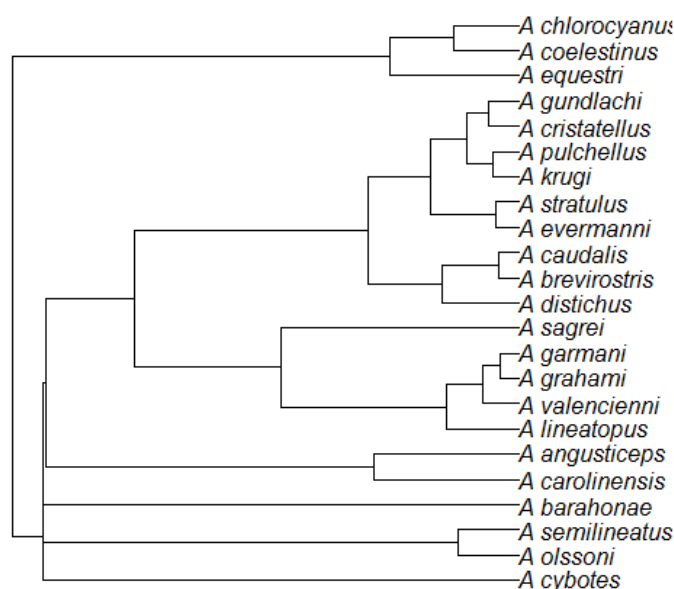 A chlorocyanus
A coelestinus
A equestri
A gundlachi
A cristatellus
A pulchellus
A krugi
A stratulus
A evermanni
A caudalis
A brevirostris
A distichus
A sagrei
A garmani
A grahami
A valencienni
A lineatopus
A angusticeps
A carolinensis
A barahonae
A semilineatus
A olssoni
A cybotes